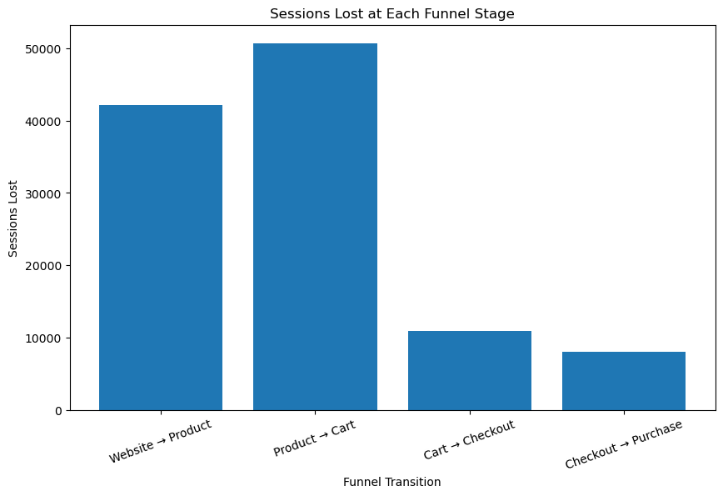 Sessions Lost at Each Funnel Stage
50000
40000
30000
20000
10000
0
Sessions Lost
Website → Product
Product → Cart
Cart → Checkout
Checkout → Purchase
Funnel Transition